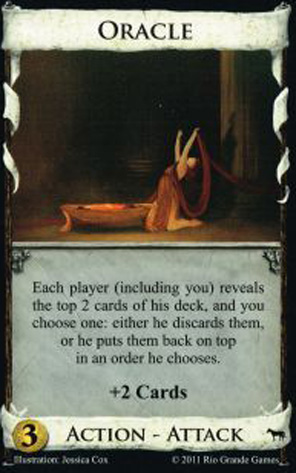 ORACLE
Each player (including you) reveals
the top 2 cards of his deck, and you
choose one: either he discards them,
or he puts them back on top
in an order he chooses.
+2 Cards
3 ACTION - ATTACK
Illustration: Jessica Cox © 2011 Rio Grande Games